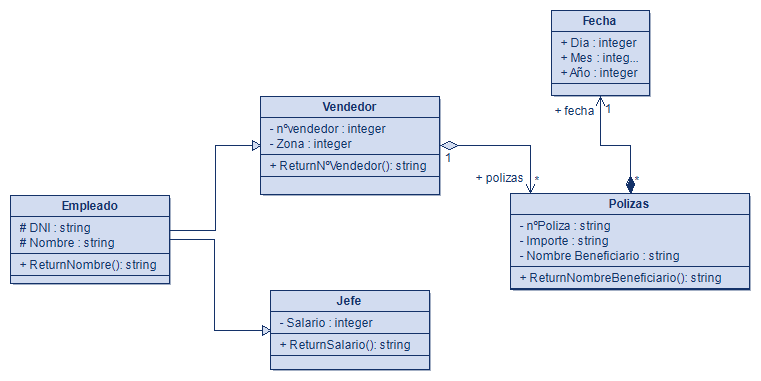 Fecha
+ Dia : integer
+ Mes : integ...
+ Año : integer
+ fecha
1
Vendedor
- nºvendedor : integer
- Zona : integer
+ ReturnNºVendedor(): string
1
+ polizas
*
*
Empleado
# DNI : string
# Nombre : string
+ ReturnNombre(): string
Polizas
- nºPoliza : string
- Importe : string
- Nombre Beneficiario : string
+ ReturnNombreBeneficiario(): string
Jefe
- Salario : integer
+ ReturnSalario(): string